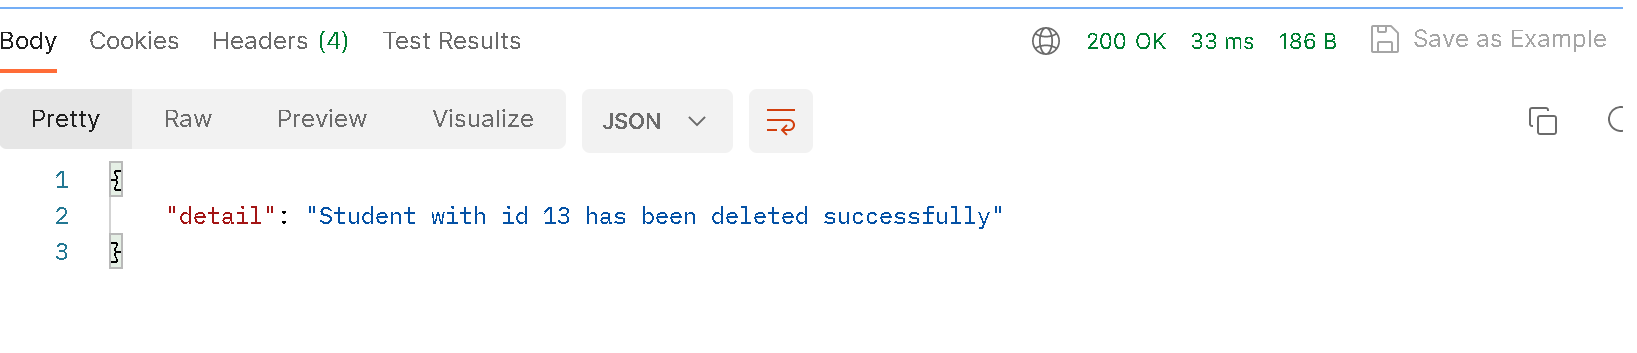 Body Cookies Headers (4) Test Results 200 OK 33 ms 186 B Save as Example
Pretty Raw Preview Visualize JSON
1 {
2 "detail": "Student with id 13 has been deleted successfully"
3 }